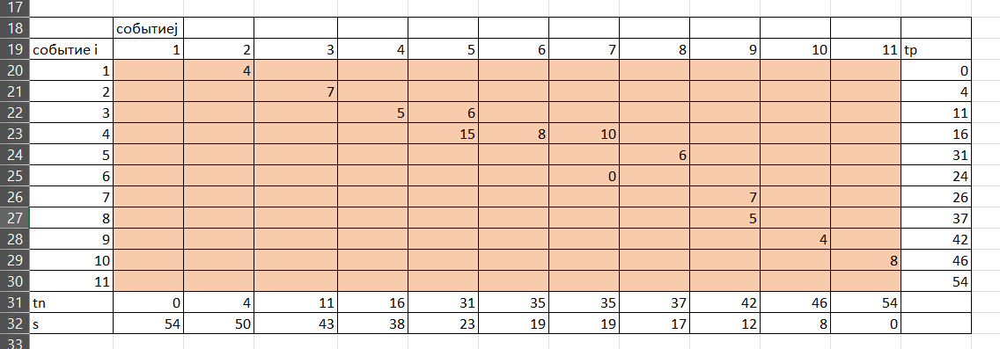 17
18 событиеj
19 событие i 1 2 3 4 5 6 7 8 9 10 11 tp
20 1 4 0
21 2 7 4
22 3 5 6 11
23 4 15 8 10 16
24 5 6 31
25 6 0 24
26 7 7 26
27 8 5 37
28 9 4 42
29 10 8 46
30 11 54
31 tn 0 4 11 16 31 35 35 37 42 46 54
32 s 54 50 43 38 23 19 19 17 12 8 0
33